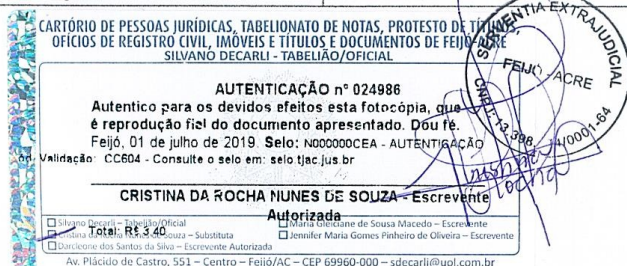 CARTÓRIO DE PESSOAS JURÍDICAS, TABELIONATO DE NOTAS, PROTESTO DE TÍTULOS,
OFÍCIOS DE REGISTRO CIVIL, IMÓVEIS E TÍTULOS E DOCUMENTOS DE FEIJÓ-ACRE
SILVANO DECARLI - TABELIÃO/OFICIAL
SERVENTIA EXTRAJUDICIAL
FEIJÓ - ACRE
CNPJ: 13.398. /0001-64
AUTENTICAÇÃO nº 024986
Autentico para os devidos efeitos esta fotocópia, que
é reprodução fiel do documento apresentado. Dou fé.
Feijó, 01 de julho de 2019. Selo: N000000CEA - AUTENTICAÇÃO
Validação: CC604 - Consulte o selo em: selo.tjac.jus.br
CRISTINA DA ROCHA NUNES DE SOUZA - Escrevente
Autorizada
Silvano Decarli – Tabelião/Oficial
Maria Gleiciane de Sousa Macedo – Escrevente
Total: R$ 3,40
Souza – Substituta
Jennifer Maria Gomes Pinheiro de Oliveira – Escrevente
Darcleone dos Santos da Silva – Escrevente Autorizada
Av. Plácido de Castro, 551 – Centro – Feijó/AC – CEP 69960-000 – sdecarli@uol.com.br